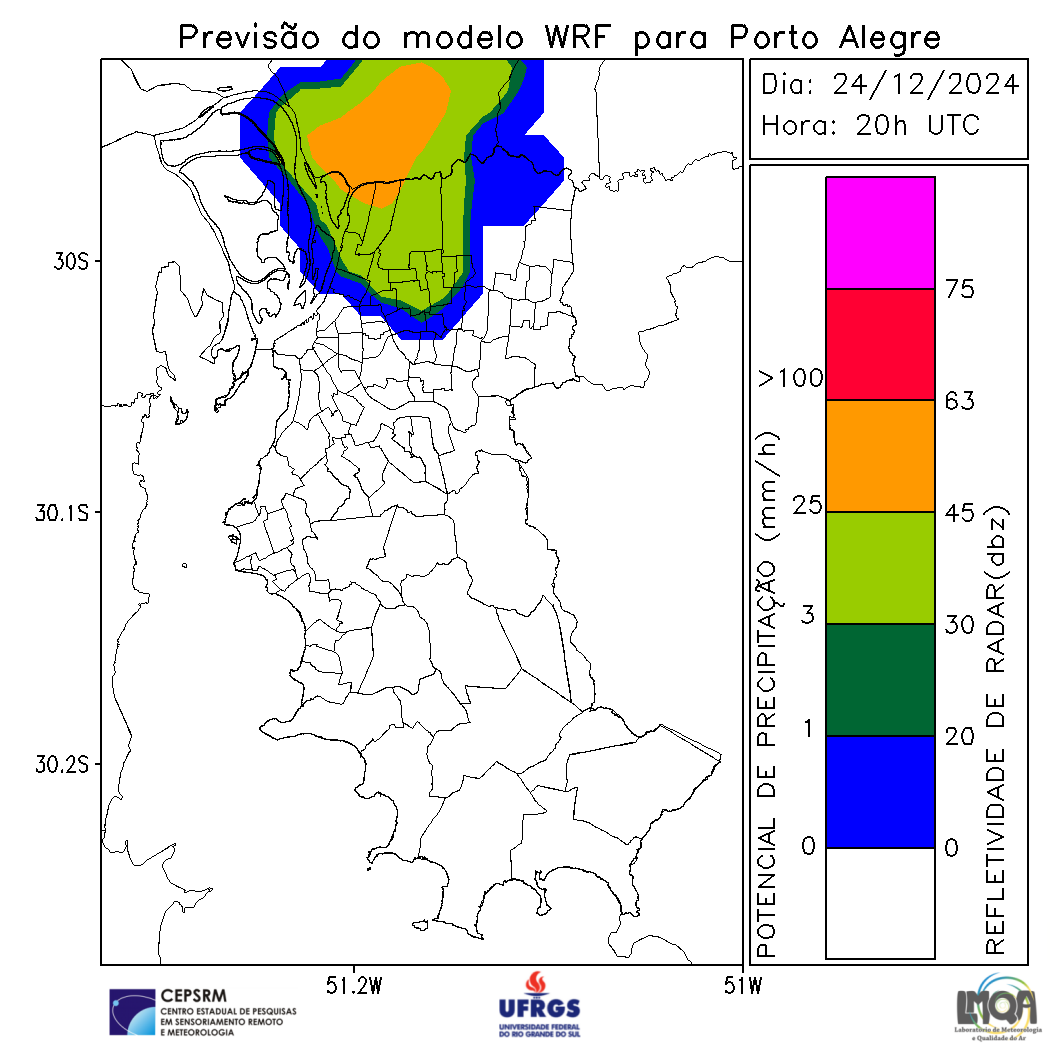 Previsão do modelo WRF para Porto Alegre
Dia: 24/12/2024
Hora: 20h UTC
30S
30.1S
30.2S
51.2W
51W
POTENCIAL DE PRECIPITAÇÃO (mm/h)
>100
25
3
1
0
75
63
45
30
20
0
REFLETIVIDADE DE RADAR(dbz)
CEPSRM
CENTRO ESTADUAL DE PESQUISAS
EM SENSORIAMENTO REMOTO
E METEOROLOGIA
UFRGS
UNIVERSIDADE FEDERAL
DO RIO GRANDE DO SUL
LMQA
Laboratório de Meteorologia
e Qualidade do Ar